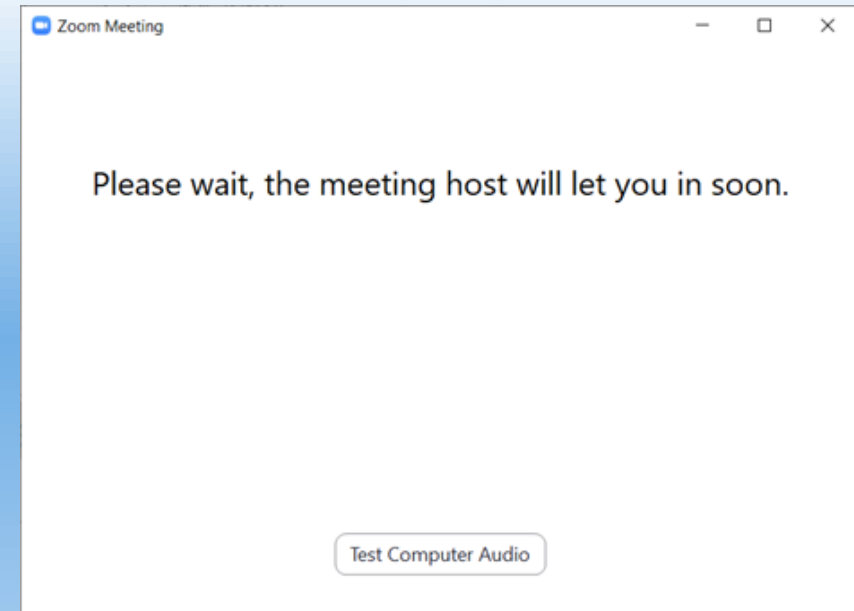 Zoom Meeting
Please wait, the meeting host will let you in soon.
Test Computer Audio